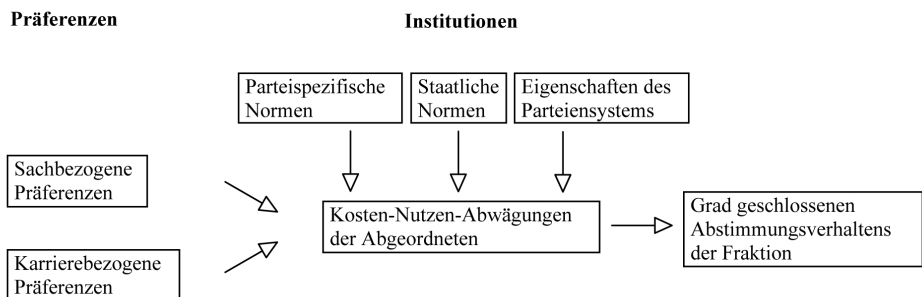 Präferenzen
Institutionen
Parteispezifische
Normen
Staatliche
Normen
Eigenschaften des
Parteiensystems
Sachbezogene
Präferenzen
Kosten-Nutzen-Abwägungen
der Abgeordneten
Grad geschlossenen
Abstimmungsverhaltens
der Fraktion
Karrierebezogene
Präferenzen